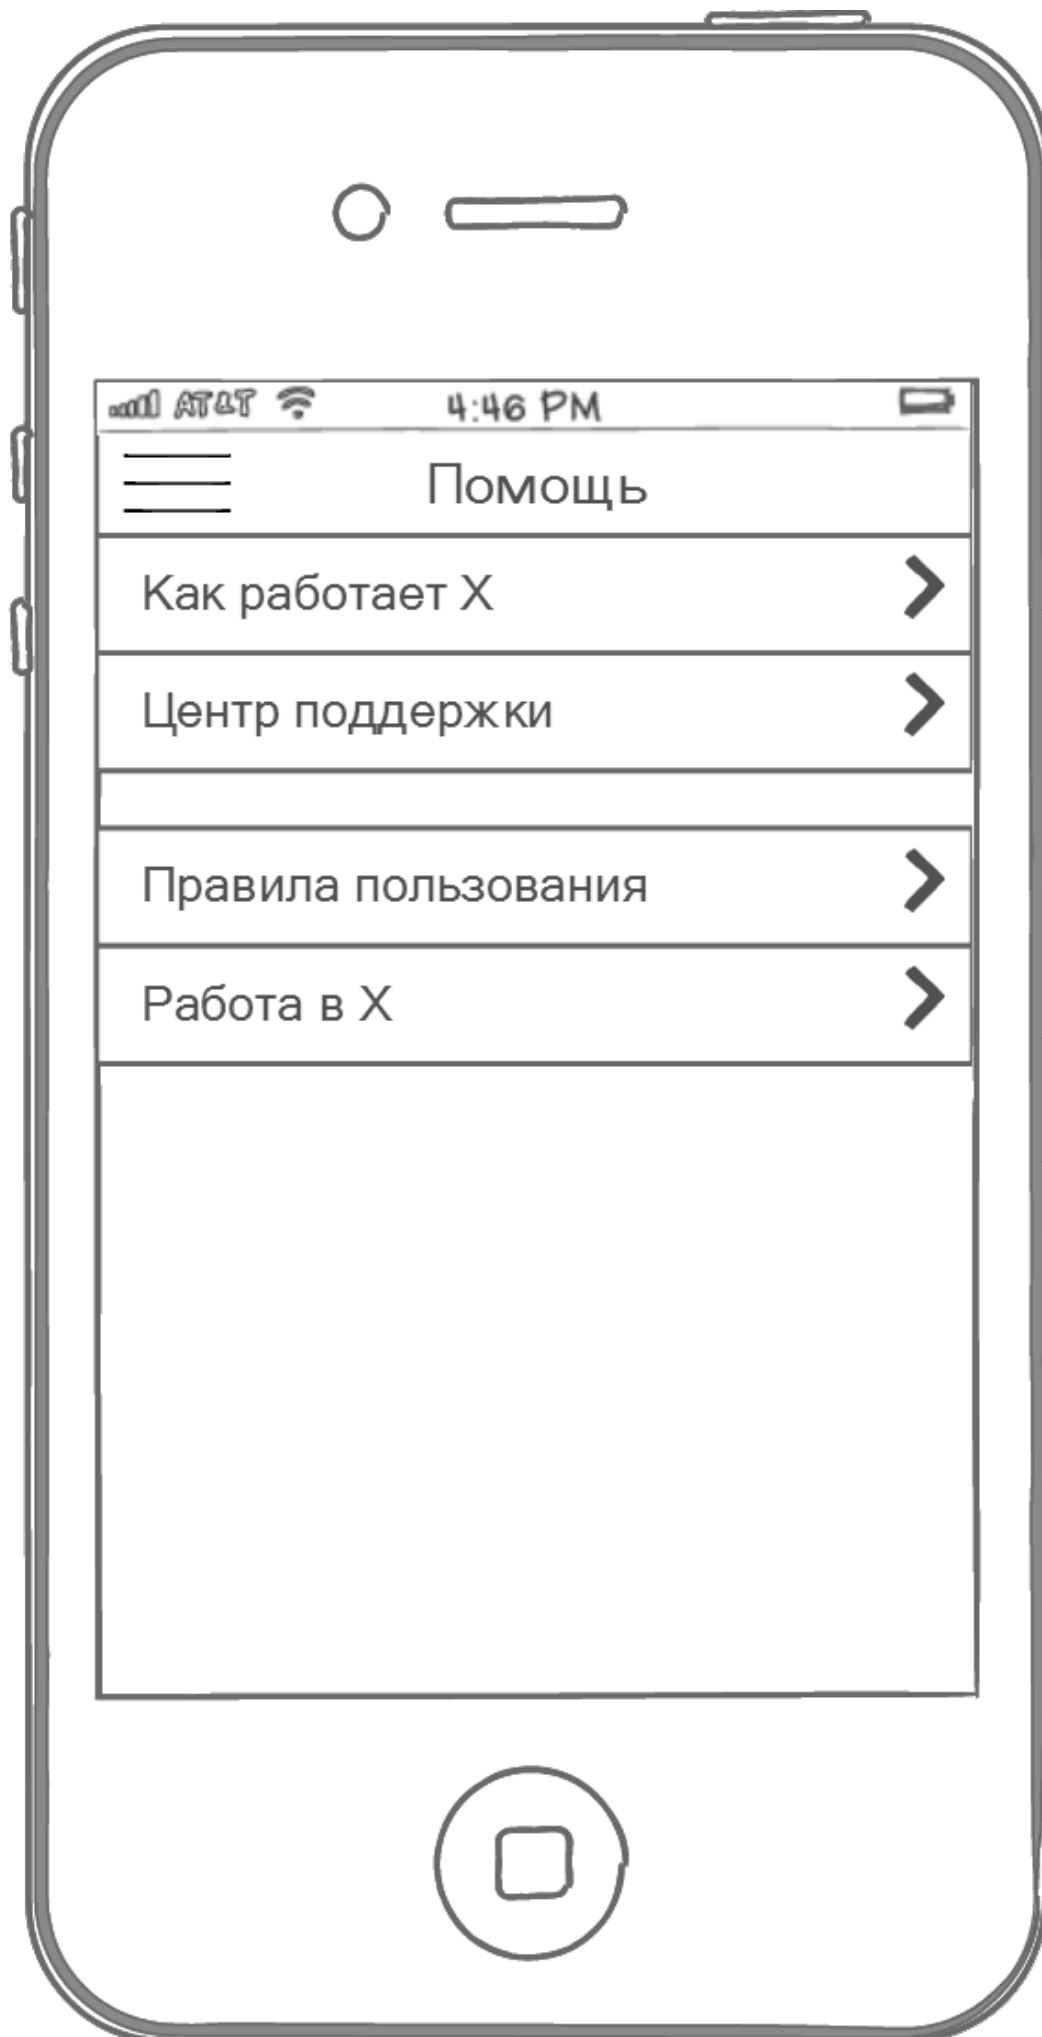 AT&T 4:46 PM
Помощь
Как работает X
Центр поддержки
Правила пользования
Работа в X